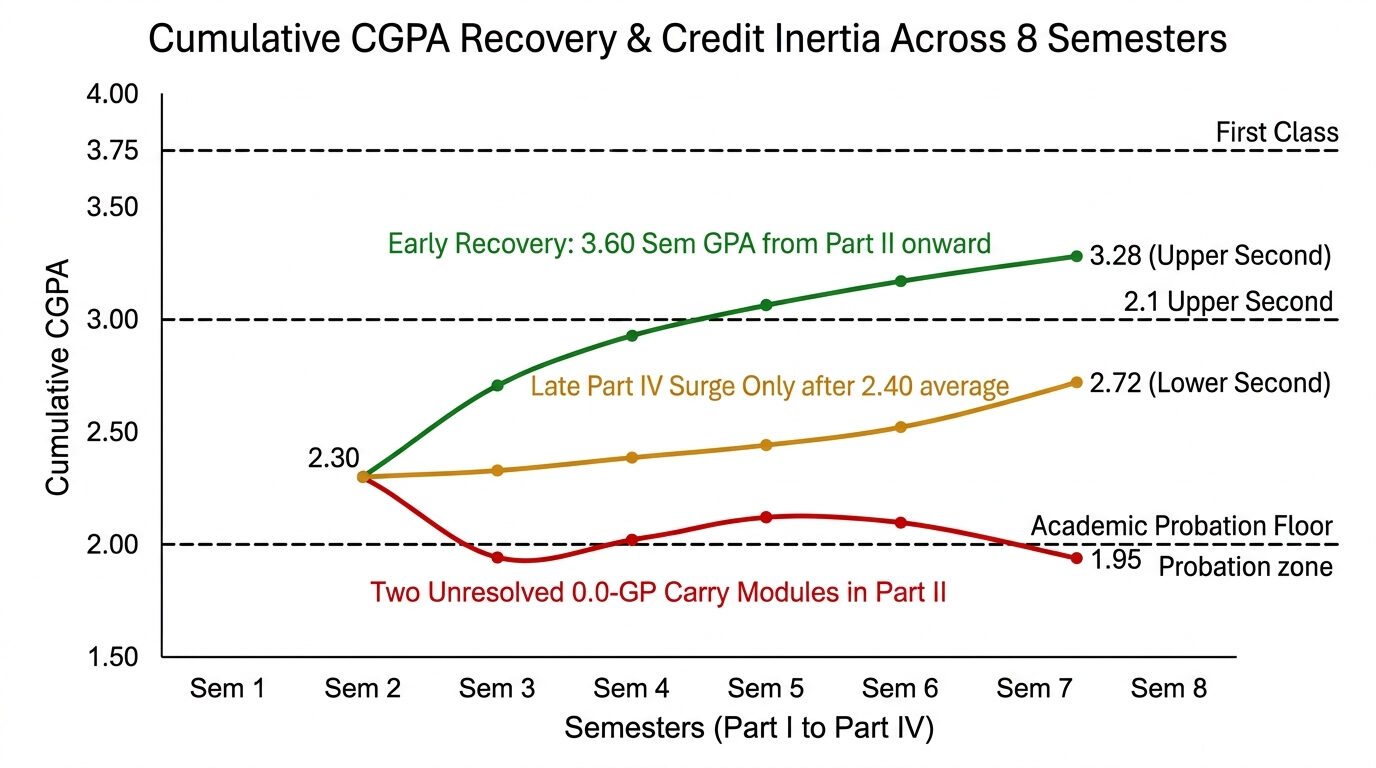 Cumulative CGPA Recovery & Credit Inertia Across 8 Semesters
4.00
First Class
3.75
3.50
Early Recovery: 3.60 Sem GPA from Part II onward
3.28 (Upper Second)
2.1 Upper Second
3.00
Late Part IV Surge Only after 2.40 average
2.72 (Lower Second)
2.50
2.30
Academic Probation Floor
2.00
1.95
Probation zone
Two Unresolved 0.0-GP Carry Modules in Part II
1.50
Cumulative CGPA
Sem 1 Sem 2 Sem 3 Sem 4 Sem 5 Sem 6 Sem 7 Sem 8
Semesters (Part I to Part IV)